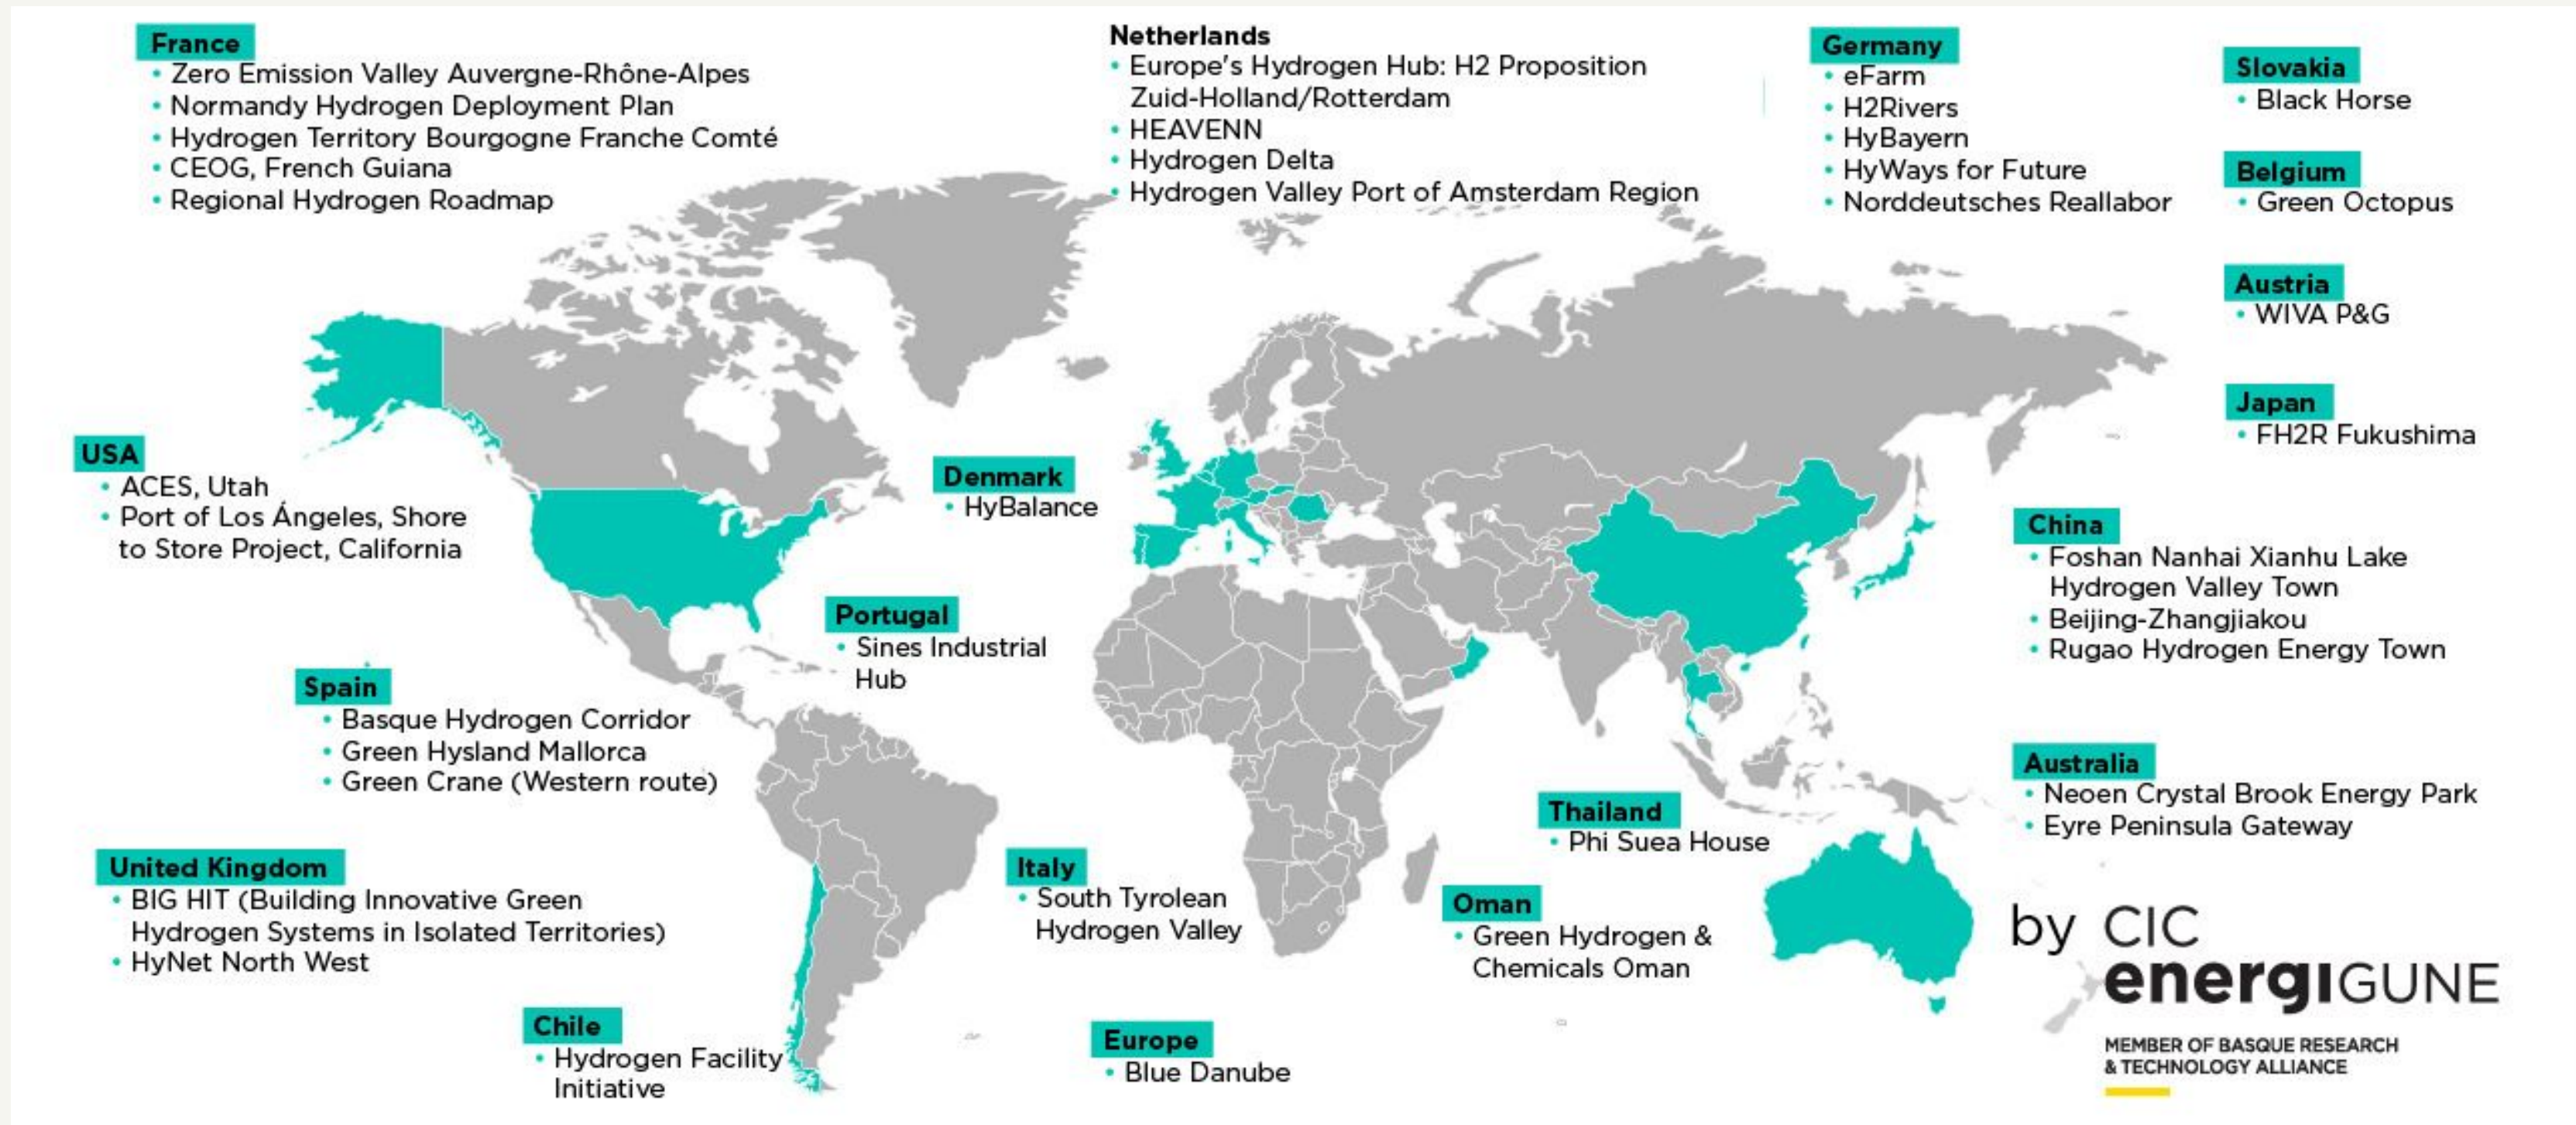 France
• Zero Emission Valley Auvergne-Rhône-Alpes
• Normandy Hydrogen Deployment Plan
• Hydrogen Territory Bourgogne Franche Comté
• CEOG, French Guiana
• Regional Hydrogen Roadmap
Netherlands
• Europe's Hydrogen Hub: H2 Proposition
Zuid-Holland/Rotterdam
• HEAVENN
• Hydrogen Delta
• Hydrogen Valley Port of Amsterdam Region
Germany
• eFarm
• H2Rivers
• HyBayern
• HyWays for Future
• Norddeutsches Reallabor
Slovakia
• Black Horse
Belgium
• Green Octopus
Austria
• WIVA P&G
Japan
• FH2R Fukushima
USA
• ACES, Utah
• Port of Los Ángeles, Shore
to Store Project, California
Denmark
• HyBalance
China
• Foshan Nanhai Xianhu Lake
Hydrogen Valley Town
• Beijing-Zhangjiakou
• Rugao Hydrogen Energy Town
Portugal
• Sines Industrial
Hub
Spain
• Basque Hydrogen Corridor
• Green Hysland Mallorca
• Green Crane (Western route)
Australia
• Neoen Crystal Brook Energy Park
• Eyre Peninsula Gateway
Thailand
• Phi Suea House
United Kingdom
• BIG HIT (Building Innovative Green
Hydrogen Systems in Isolated Territories)
• HyNet North West
Italy
• South Tyrolean
Hydrogen Valley
Oman
• Green Hydrogen &
Chemicals Oman
Chile
• Hydrogen Facility
Initiative
Europe
• Blue Danube
by CIC
energiGUNE
MEMBER OF BASQUE RESEARCH
& TECHNOLOGY ALLIANCE